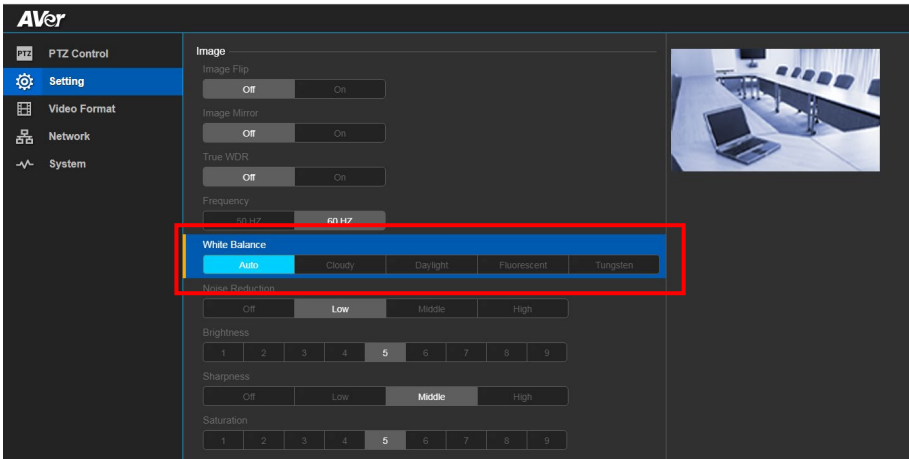 AVer
PTZ PTZ Control
Setting
Video Format
Network
System
Image
Image Flip
Off On
Image Mirror
Off On
True WDR
Off On
Frequency
50 HZ 60 HZ
White Balance
Auto Cloudy Daylight Fluorescent Tungsten
Noise Reduction
Off Low Middle High
Brightness
1 2 3 4 5 6 7 8 9
Sharpness
Off Low Middle High
Saturation
1 2 3 4 5 6 7 8 9